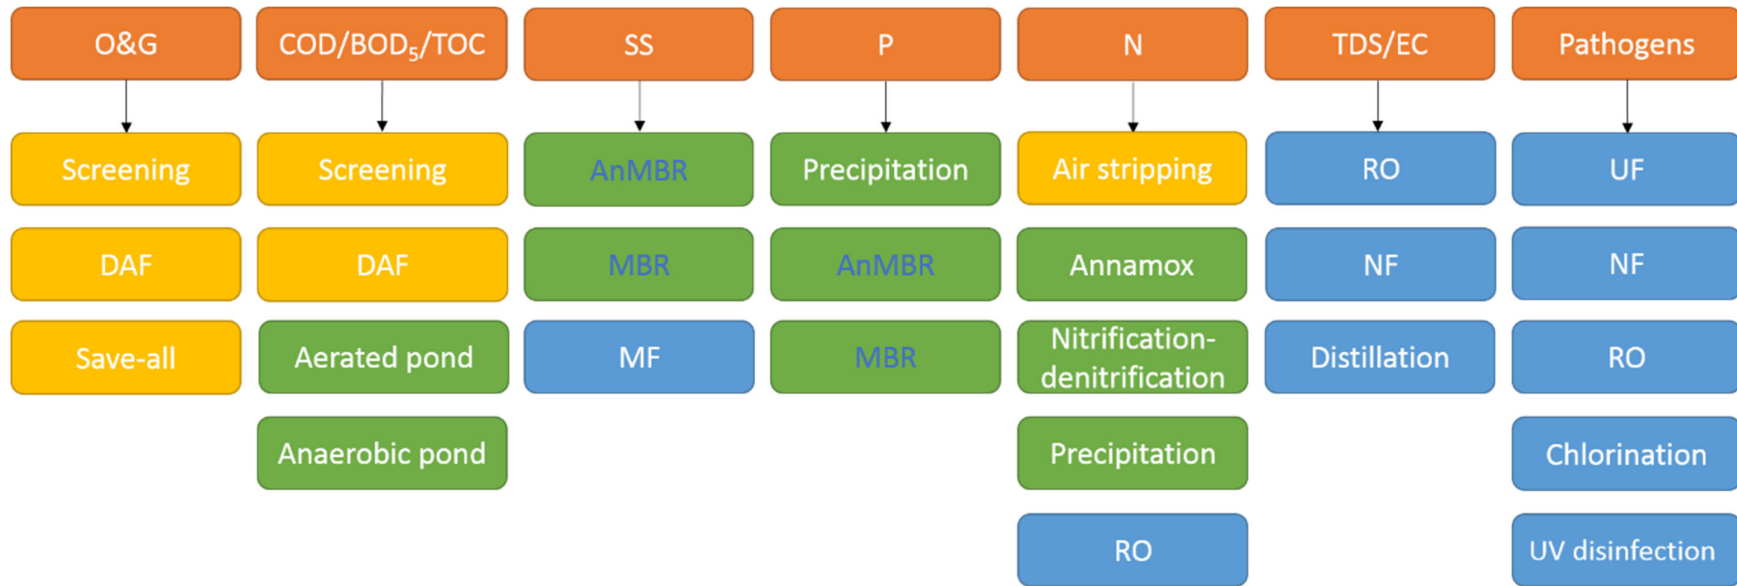 O&G
COD/BOD₅/TOC
SS
P
N
TDS/EC
Pathogens
Screening
Screening
AnMBR
Precipitation
Air stripping
RO
UF
DAF
DAF
MBR
AnMBR
Annamox
NF
NF
Save-all
Aerated pond
MF
MBR
Nitrification-
denitrification
Distillation
RO
Anaerobic pond
Precipitation
Chlorination
RO
UV disinfection